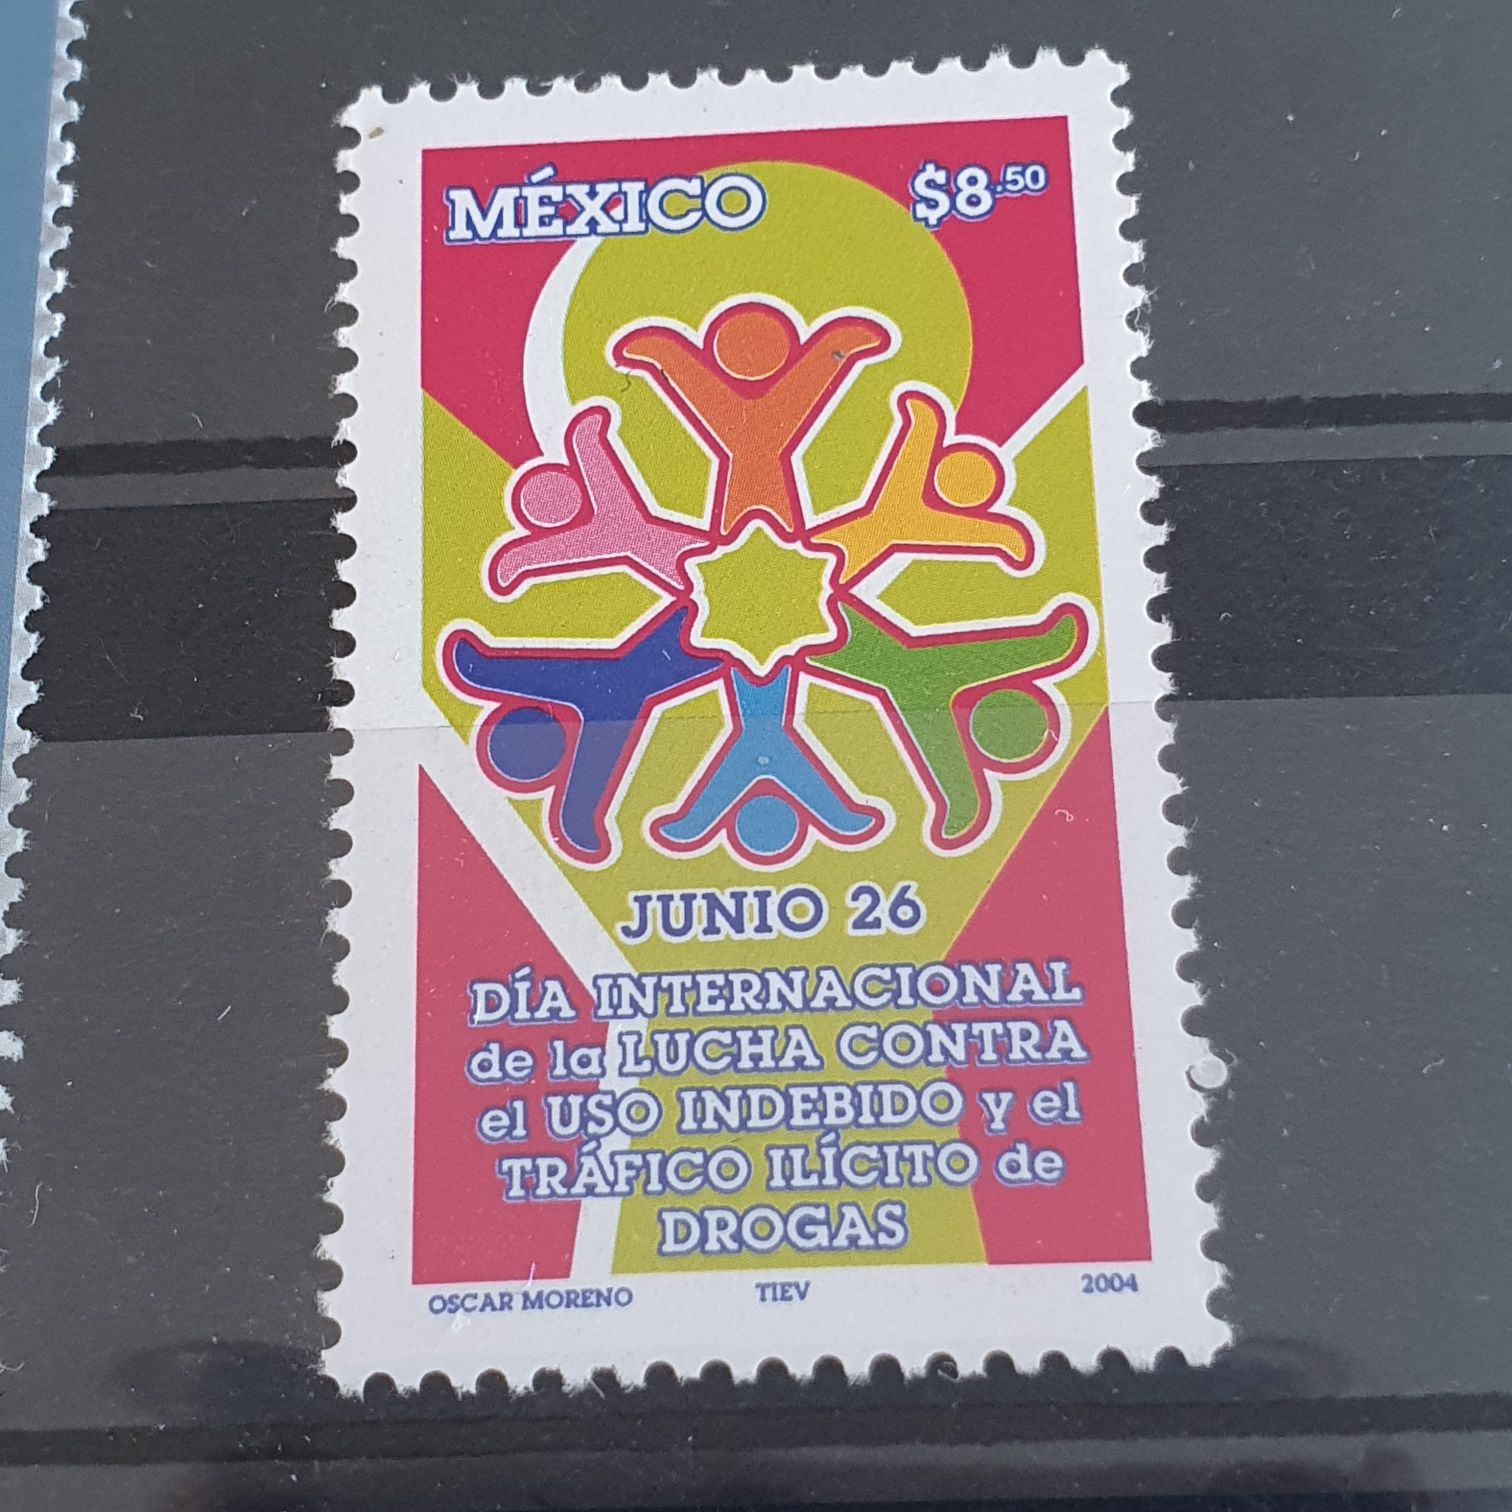 MÉXICO $8.50
JUNIO 26
DÍA INTERNACIONAL
de la LUCHA CONTRA
el USO INDEBIDO y el
TRÁFICO ILÍCITO de
DROGAS
OSCAR MORENO TIEV 2004